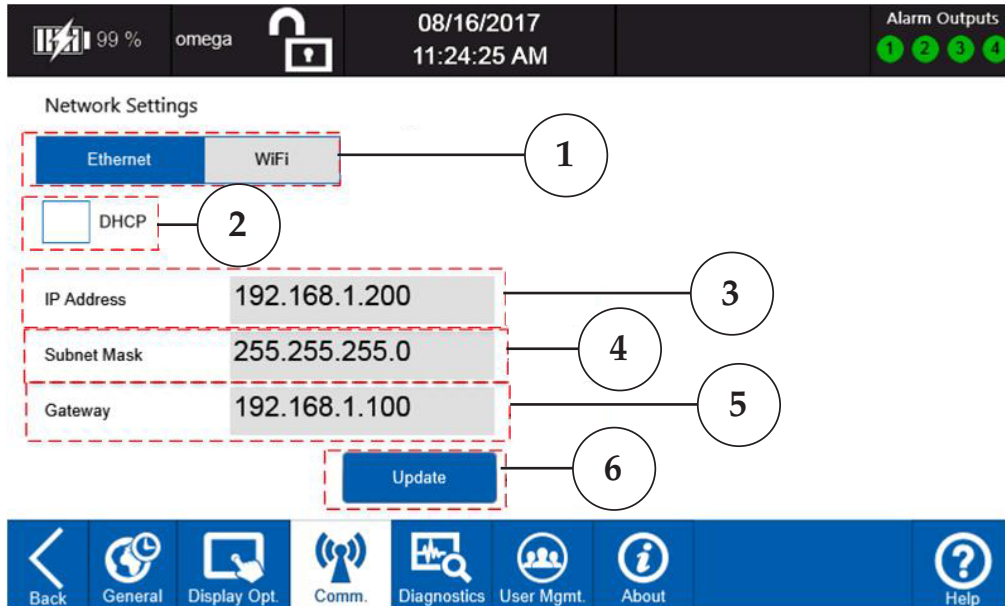 99 % omega 08/16/2017 Alarm Outputs
11:24:25 AM 1 2 3 4
Network Settings
Ethernet WiFi 1
DHCP 2
IP Address 192.168.1.200 3
Subnet Mask 255.255.255.0 4
Gateway 192.168.1.100 5
Update 6
Back General Display Opt. Comm. Diagnostics User Mgmt. About Help